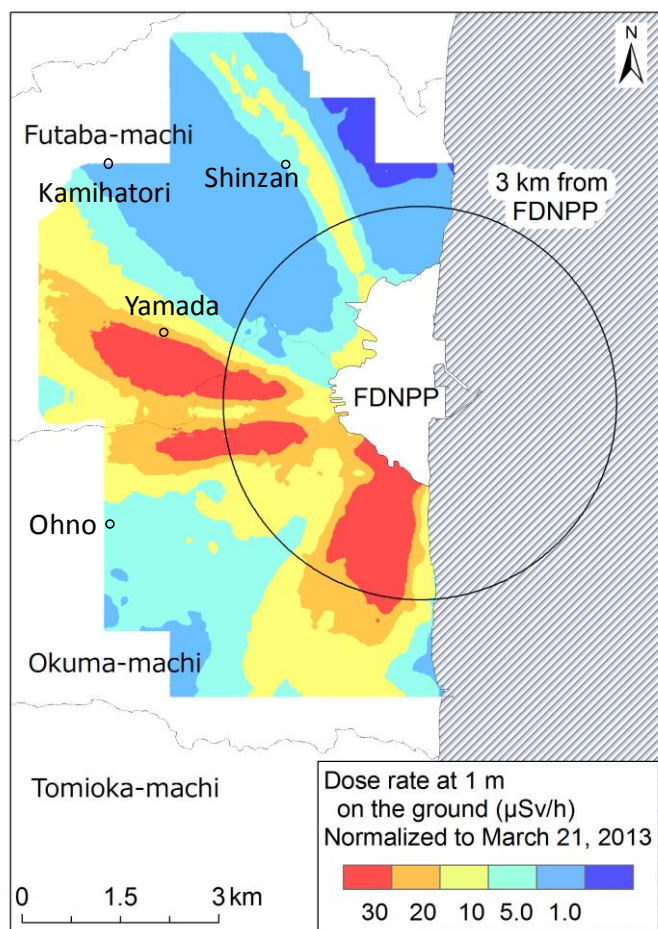 N
Futaba-machi
Kamihatori
Shinzan
3 km from
FDNPP
Yamada
FDNPP
Ohno
Okuma-machi
Tomioka-machi
0 1.5 3 km
Dose rate at 1 m
on the ground (μSv/h)
Normalized to March 21, 2013
30 20 10 5.0 1.0